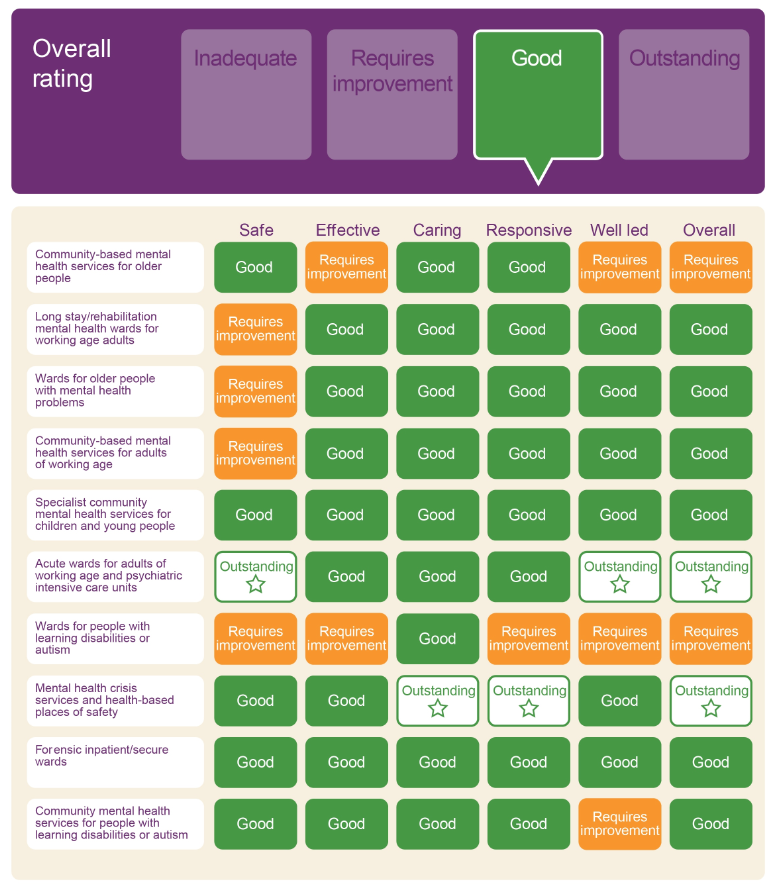 Overall
rating
Inadequate
Requires
improvement
Good
Outstanding
Safe Effective Caring Responsive Well led Overall
Community-based mental
health services for older
people
Good
Requires
improvement
Good
Good
Requires
improvement
Requires
improvement
Long stay/rehabilitation
mental health wards for
working age adults
Requires
improvement
Good
Good
Good
Good
Good
Wards for older people
with mental health
problems
Requires
improvement
Good
Good
Good
Good
Good
Community-based mental
health services for adults
of working age
Requires
improvement
Good
Good
Good
Good
Good
Specialist community
mental health services for
children and young people
Good
Good
Good
Good
Good
Good
Acute wards for adults of
working age and psychiatric
intensive care units
Outstanding
Good
Good
Good
Outstanding
Outstanding
Wards for people with
learning disabilities or
autism
Requires
improvement
Requires
improvement
Good
Requires
improvement
Requires
improvement
Requires
improvement
Mental health crisis
services and health-based
places of safety
Good
Good
Outstanding
Outstanding
Good
Outstanding
Forensic inpatient/secure
wards
Good
Good
Good
Good
Good
Good
Community mental health
services for people with
learning disabilities or autism
Good
Good
Good
Good
Requires
improvement
Good